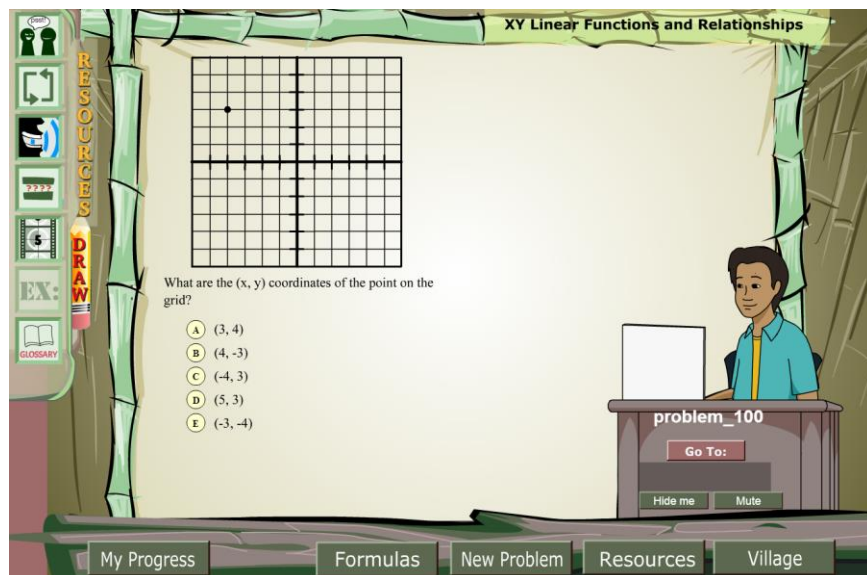 psst!
XY Linear Functions and Relationships
RESOURCES
????
5
DRAW
EX:
GLOSSARY
What are the (x, y) coordinates of the point on the
grid?
A (3, 4)
B (4, -3)
C (-4, 3)
D (5, 3)
E (-3, -4)
problem_100
Go To:
Hide me Mute
My Progress Formulas New Problem Resources Village